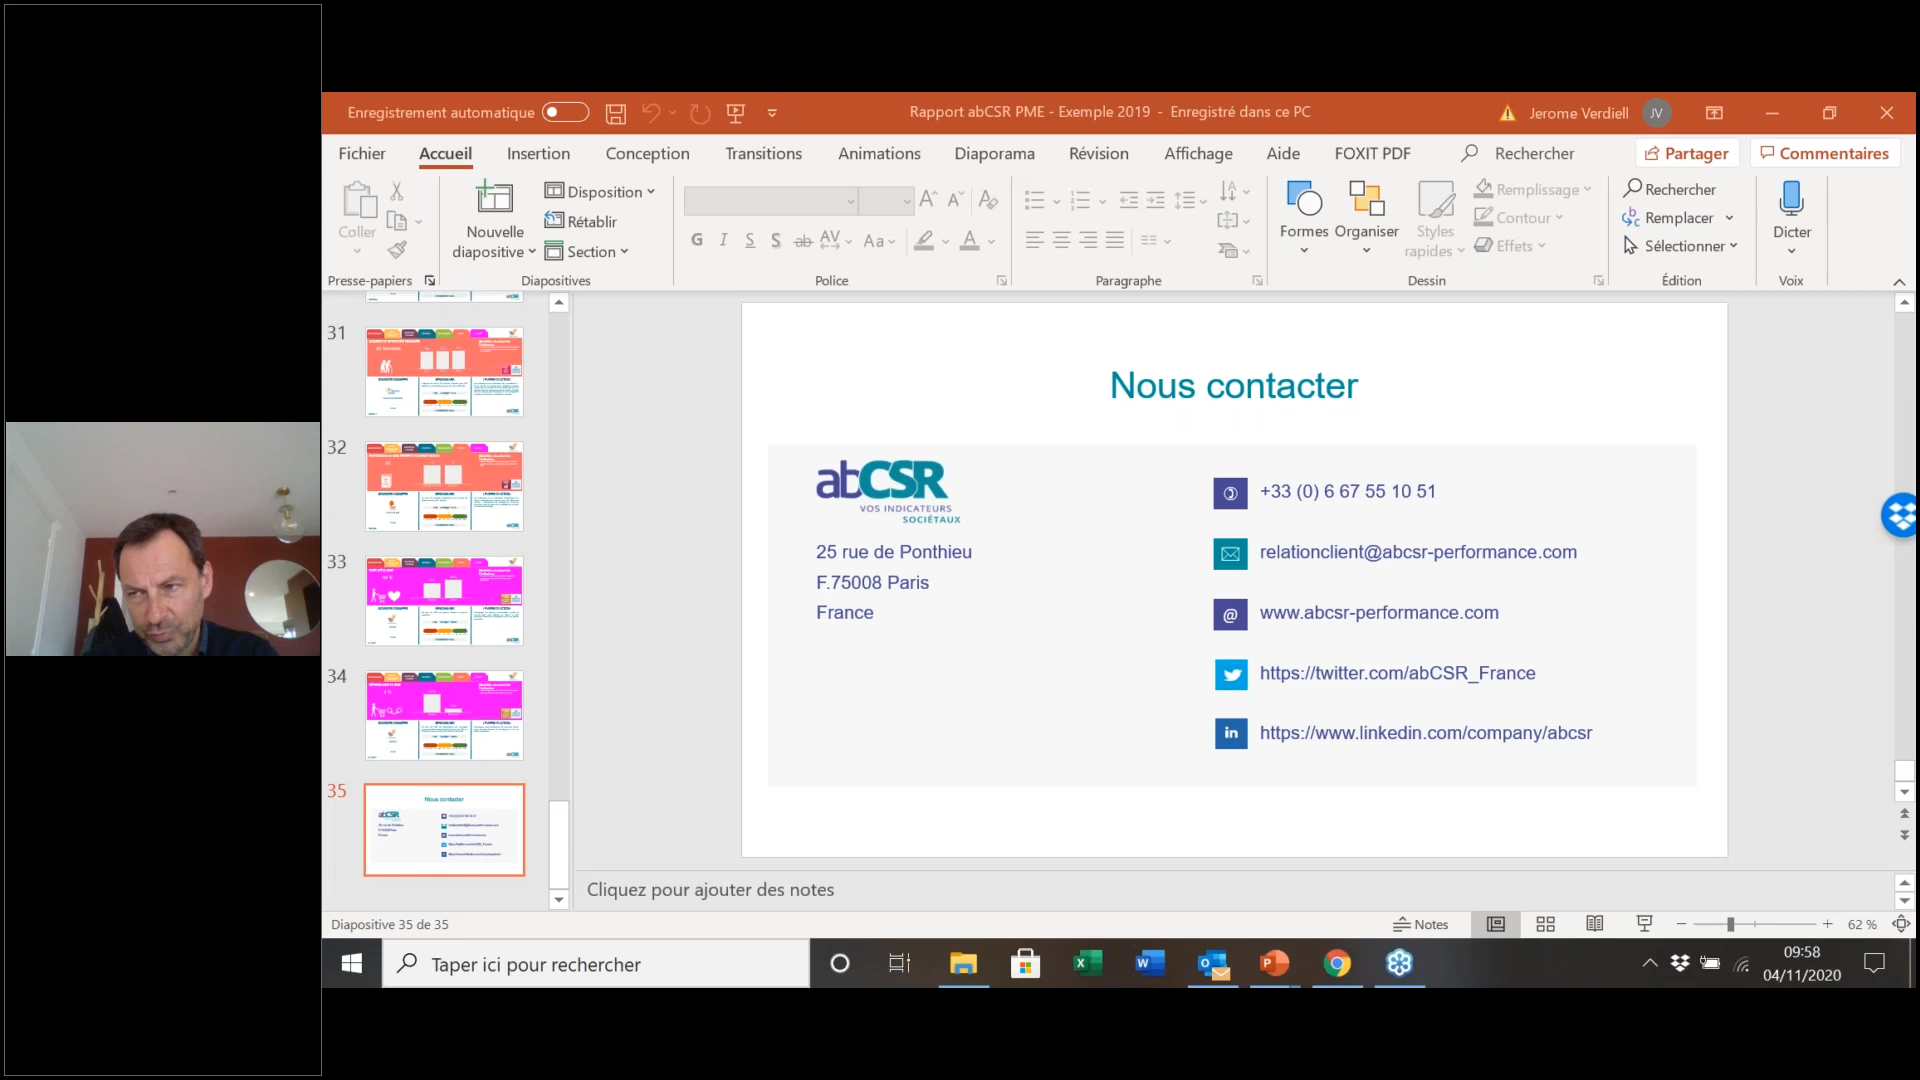 Enregistrement automatique
Rapport abCSR PME - Exemple 2019 - Enregistré dans ce PC
Jerome Verdiell
JV
Fichier
Accueil
Insertion
Conception
Transitions
Animations
Diaporama
Révision
Affichage
Aide
FOXIT PDF
Rechercher
Partager
Commentaires
Coller
Nouvelle
diapositive
Disposition
Rétablir
Section
G I S S ab AV Aa A
Formes
Organiser
Styles
rapides
Remplissage
Contour
Effets
Rechercher
Remplacer
Sélectionner
Dicter
Presse-papiers
Diapositives
Police
Paragraphe
Dessin
Édition
Voix
31
32
33
34
35
Nous contacter
abCSR
VOS INDICATEURS
SOCIÉTAUX
25 rue de Ponthieu
F.75008 Paris
France
+33 (0) 6 67 55 10 51
relationclient@abcsr-performance.com
www.abcsr-performance.com
https://twitter.com/abCSR_France
https://www.linkedin.com/company/abcsr
Cliquez pour ajouter des notes
Diapositive 35 de 35
Notes
62 %
Taper ici pour rechercher
09:58
04/11/2020